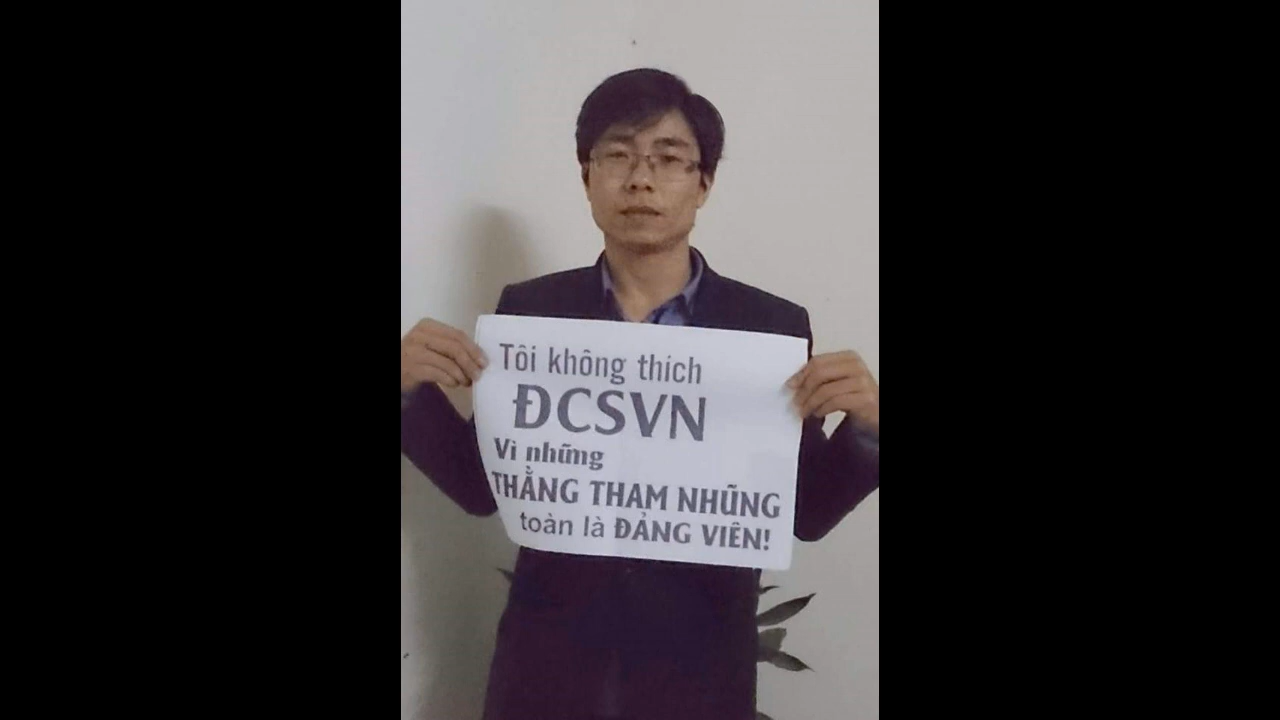 Tôi không thích
ĐCSVN
Vì những
THẰNG THAM NHŨNG
toàn là ĐẢNG VIÊN!